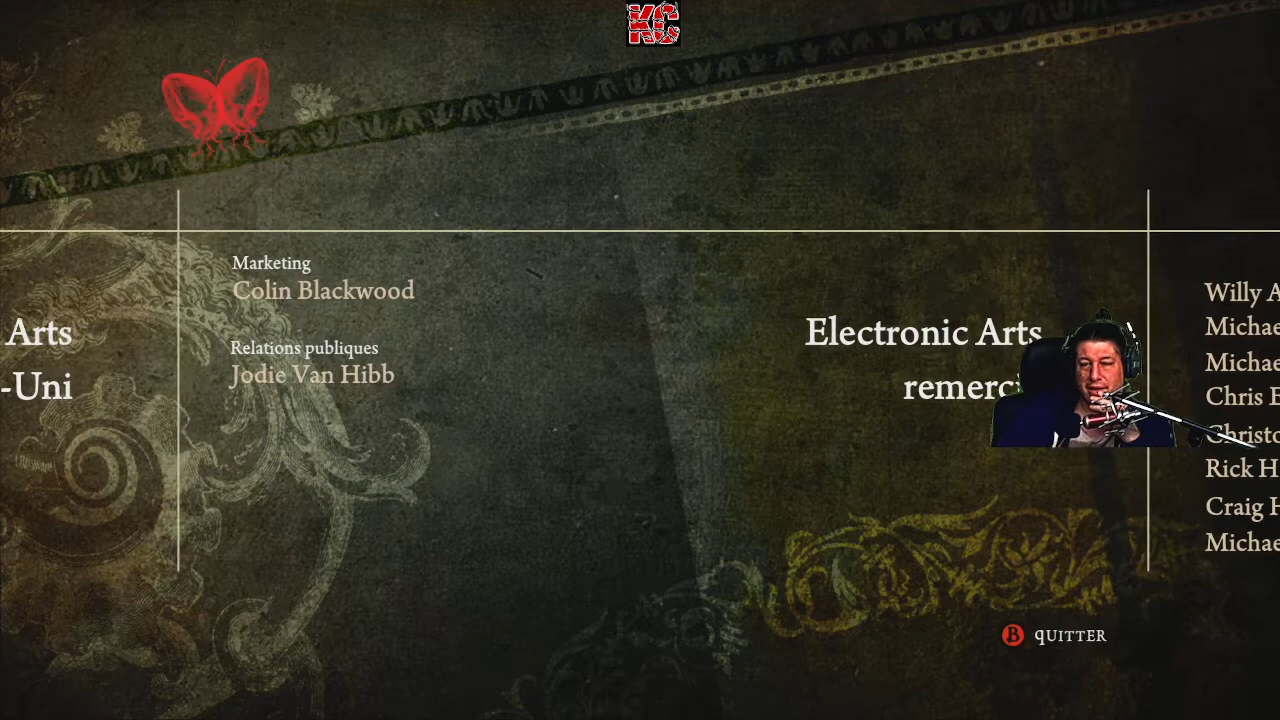 KC
Arts
-Uni
Marketing
Colin Blackwood
Relations publiques
Jodie Van Hibb
Electronic Arts
remerc
Willy A
Michae
Michae
Chris E
Christo
Rick H
Craig H
Michae
B QUITTER